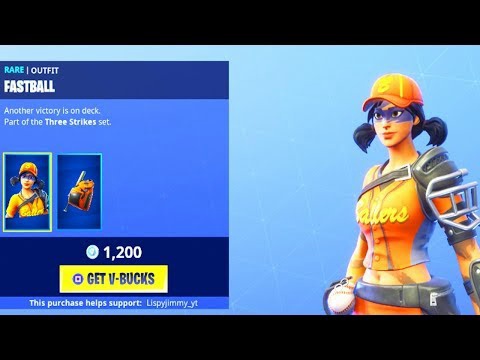 RARE | OUTFIT
FASTBALL
Another victory is on deck.
Part of the Three Strikes set.
1,200
GET V-BUCKS
This purchase helps support: Lispyjimmy_yt
Ballers
Ballers